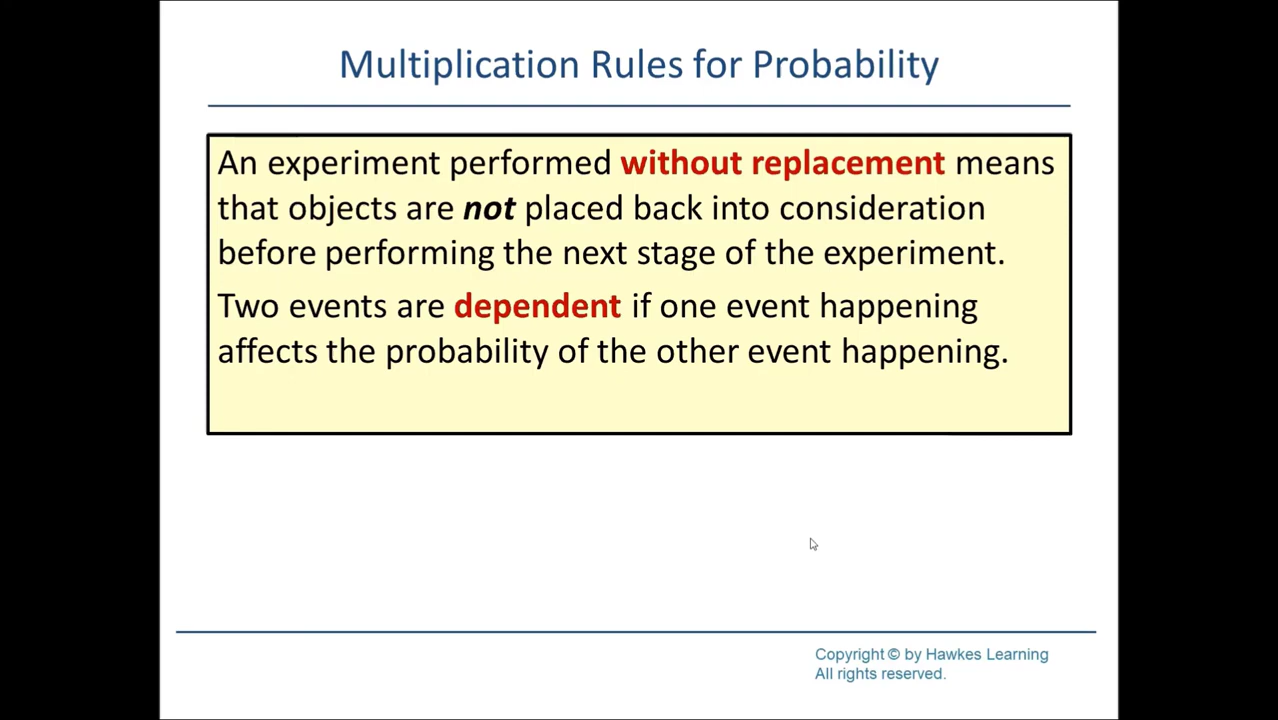 Multiplication Rules for Probability
An experiment performed without replacement means
that objects are not placed back into consideration
before performing the next stage of the experiment.
Two events are dependent if one event happening
affects the probability of the other event happening.
Copyright © by Hawkes Learning
All rights reserved.